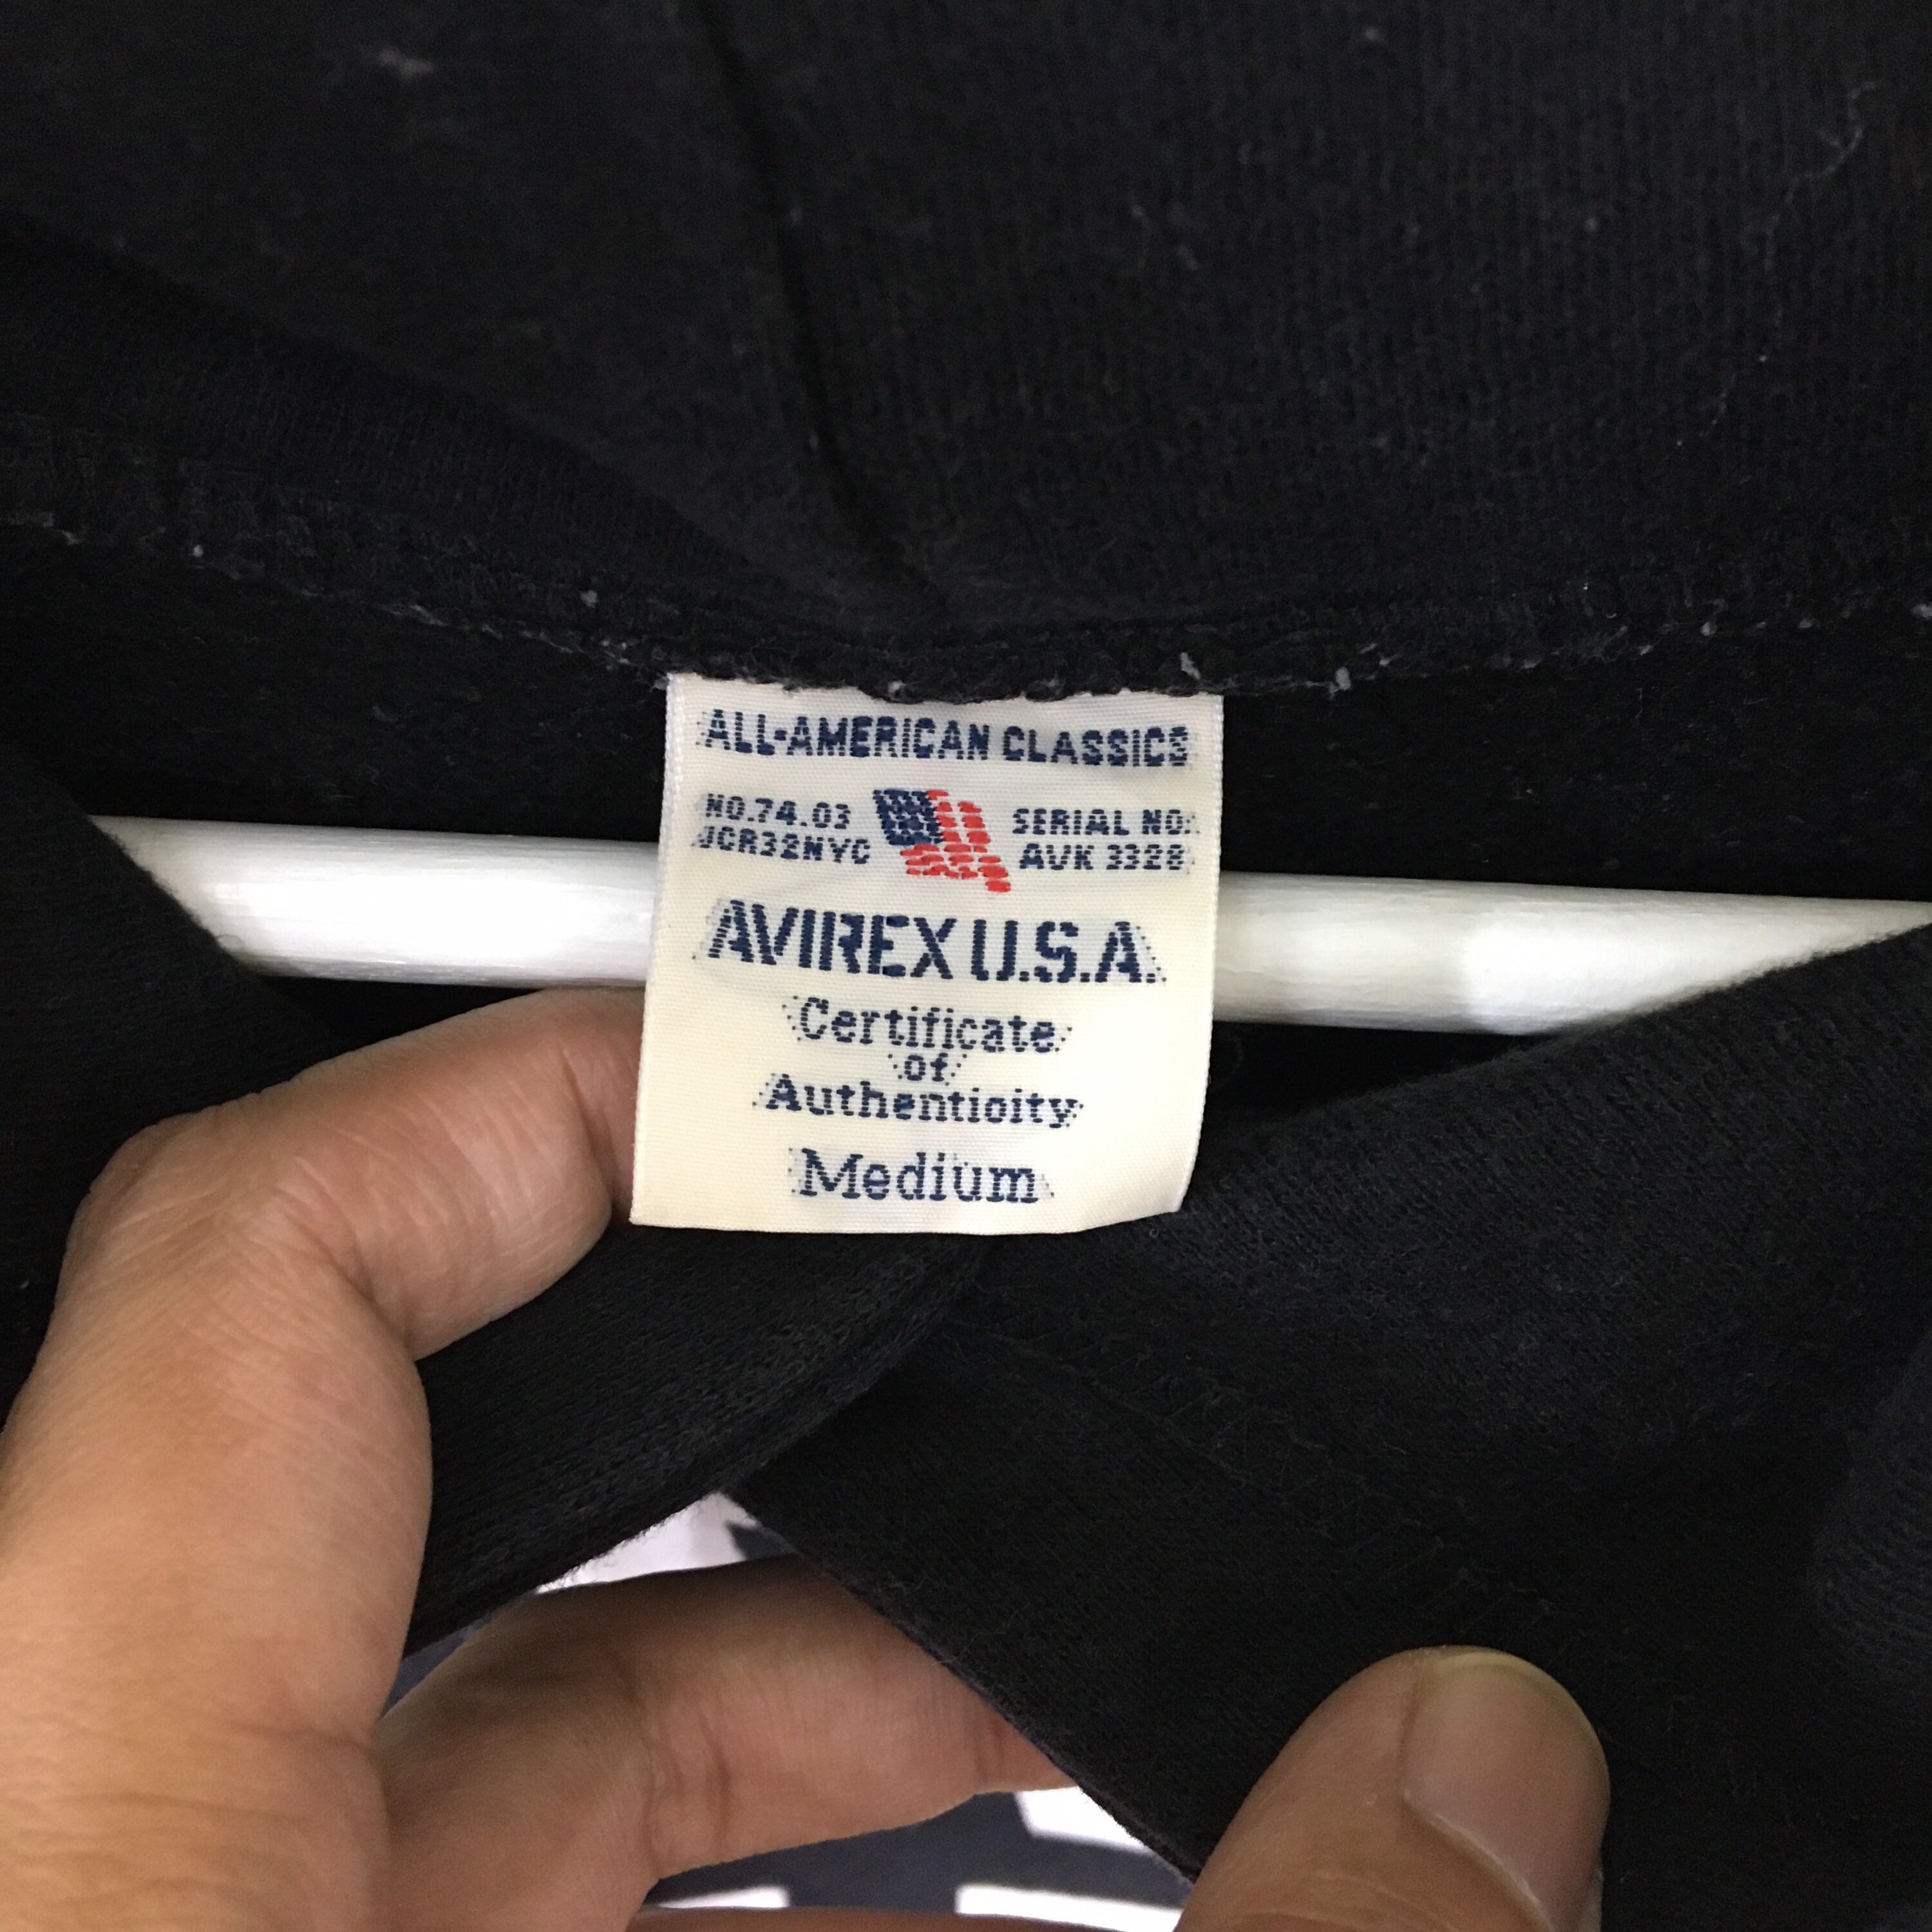 ALL-AMERICAN CLASSICS
NO.74.03
JCR32NYC
SERIAL NO:
AVK 3328
AVIREX U.S.A.
Certificate
of
Authenticity
Medium